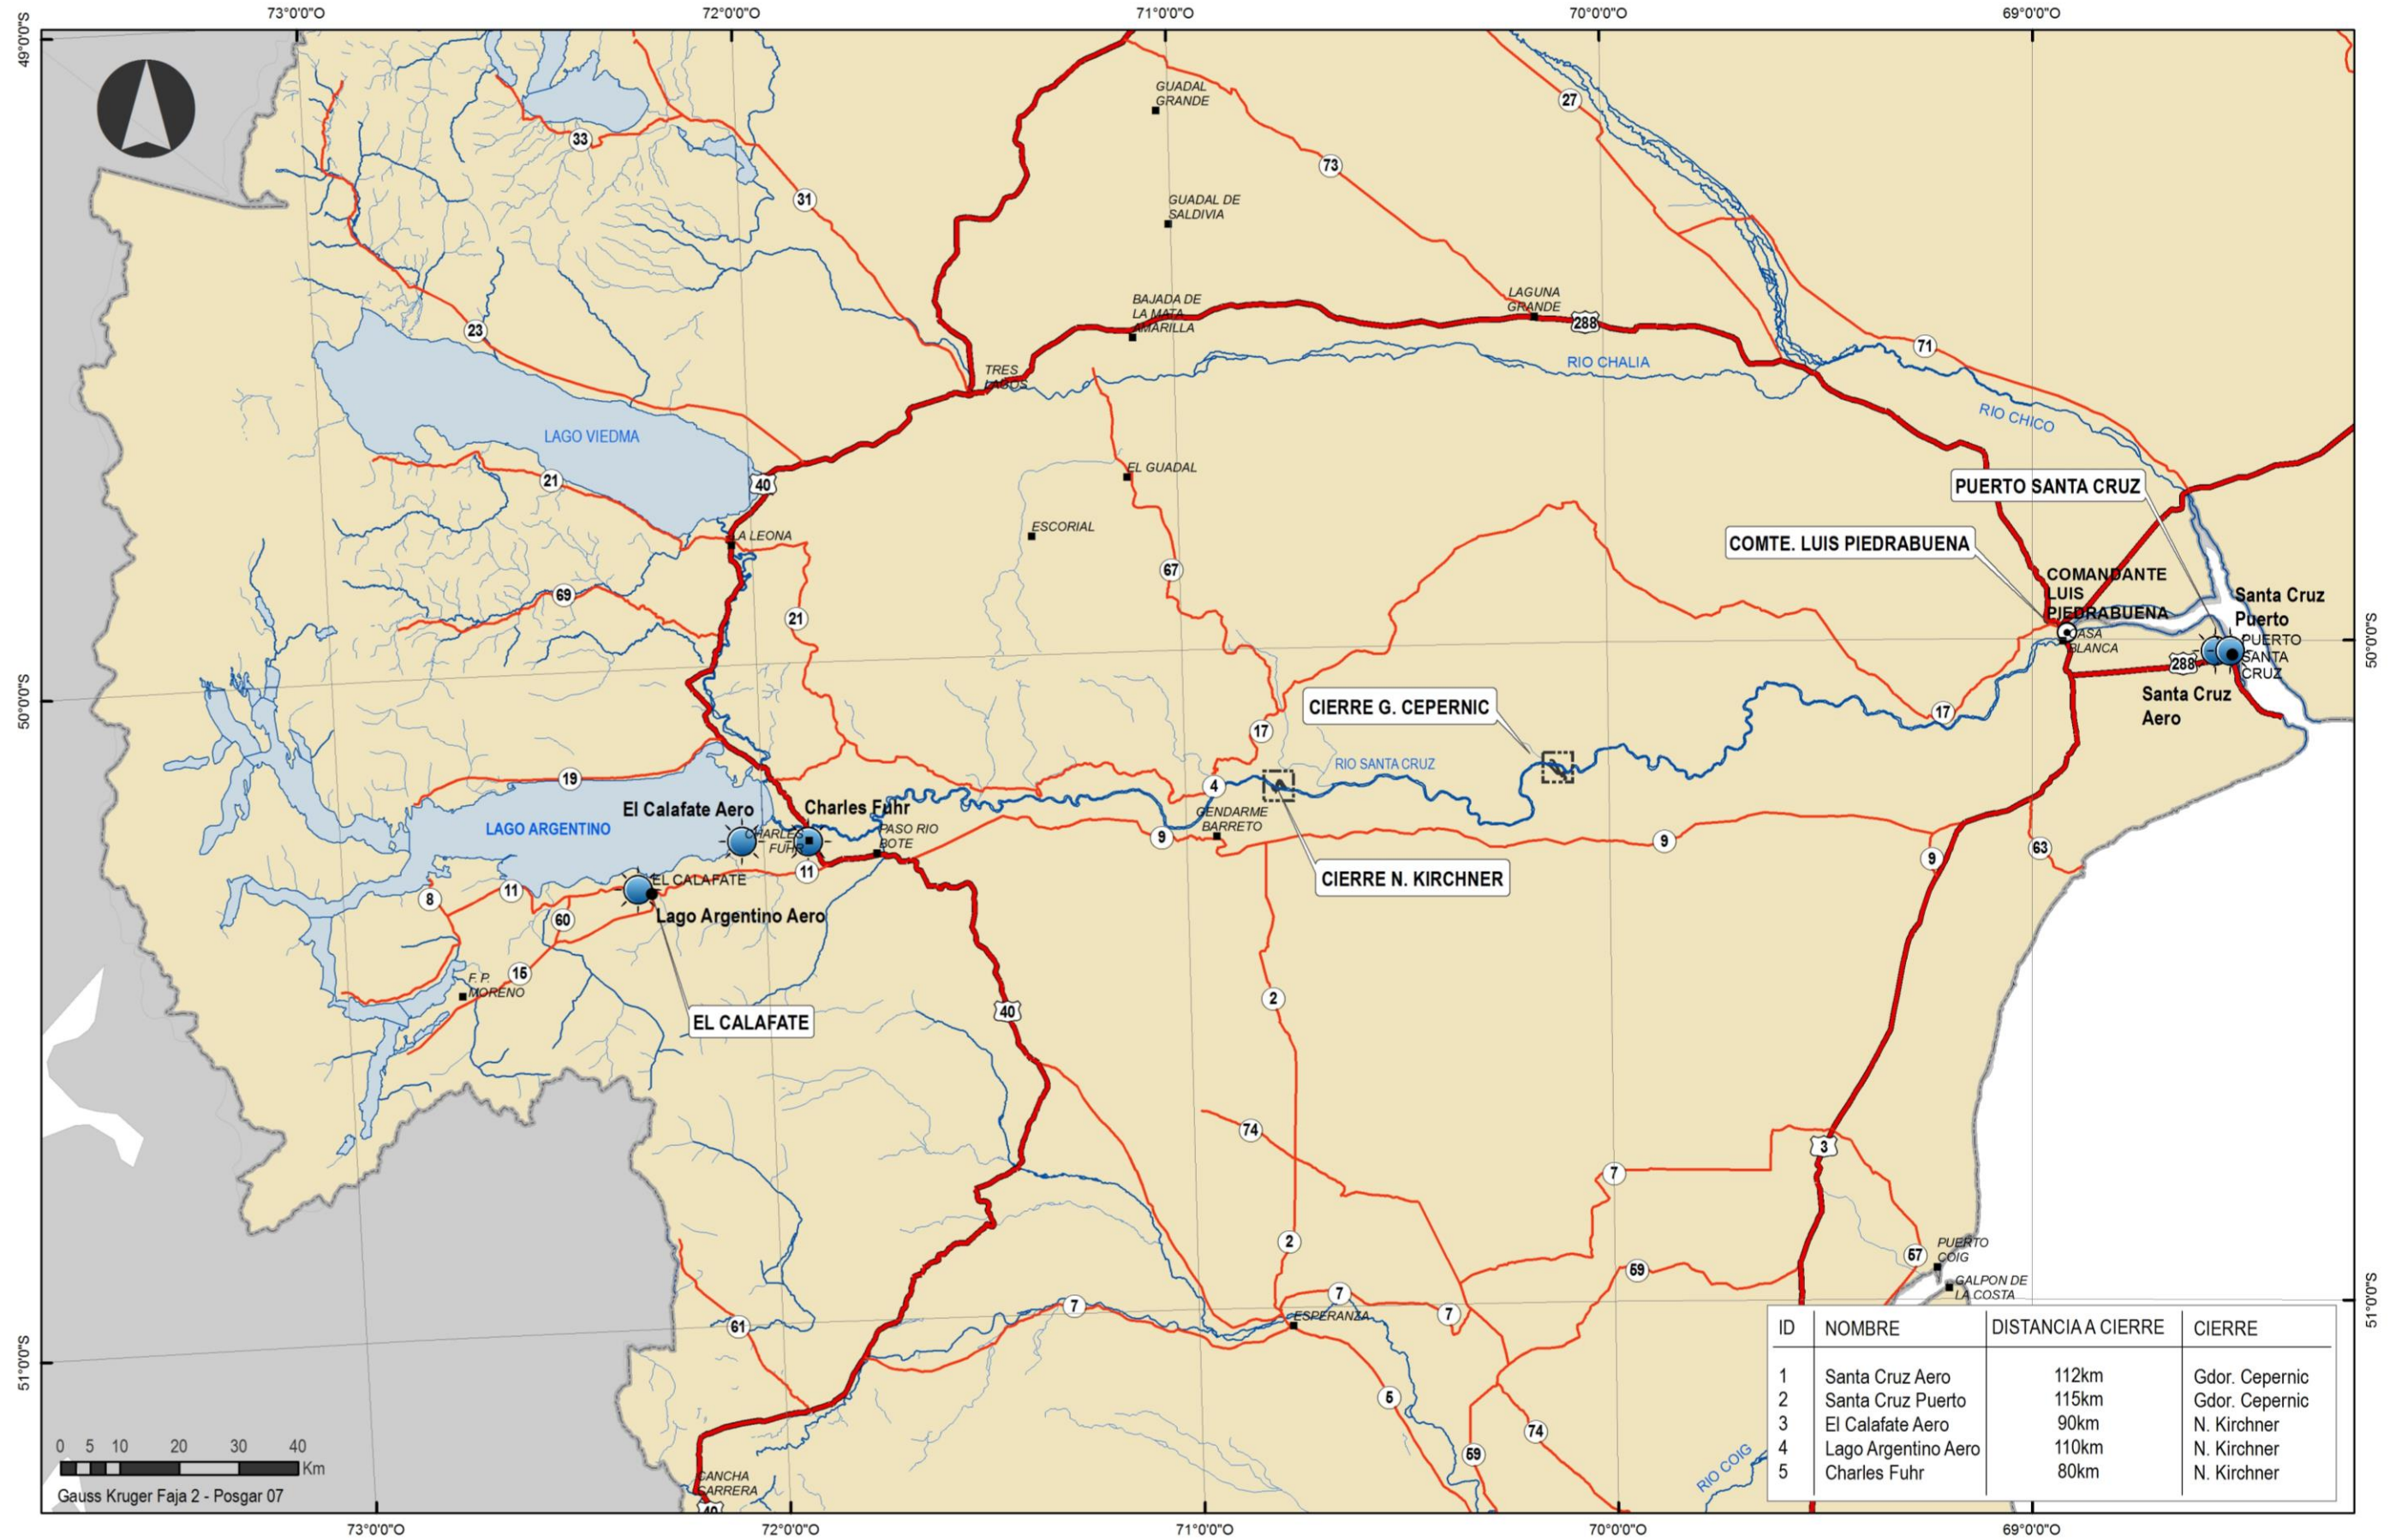 73°0'0"O
72°0'0"O
71°0'0"O
70°0'0"O
69°0'0"O
49°0'0"S
GUADAL
GRANDE
27
33
73
31
GUADAL DE
SALDIVIA
BAJADA DE
LA MATA
AMARILLA
LAGUNA
GRANDE
288
23
71
RIO CHALIA
TRES
LAGOS
RIO CHICO
LAGO VIEDMA
EL GUADAL
21
40
PUERTO SANTA CRUZ
ESCORIAL
LA LEONA
COMTE. LUIS PIEDRABUENA
67
COMANDANTE
LUIS
PIEDRABUENA
69
21
Santa Cruz
Puerto
ASA
BLANCA
PUERTO
SANTA
CRUZ
288
50°0'0"S
50°0'0"S
Santa Cruz
Aero
CIERRE G. CEPERNIC
17
17
RIO SANTA CRUZ
19
4
El Calafate Aero
Charles Fuhr
LAGO ARGENTINO
CHARLES
FUHR
PASO RIO
BOTE
GENDARME
BARRETO
9
9
9
63
11
EL CALAFATE
CIERRE N. KIRCHNER
11
8
60
Lago Argentino Aero
15
F. P.
MORENO
2
40
EL CALAFATE
74
3
7
2
57
PUERTO
COIG
59
GALPON DE
LA COSTA
7
7
7
ESPERANZA
61
51°0'0"S
51°0'0"S
5
74
59
RIO COIG
CANCHA
CARRERA
40
ID NOMBRE DISTANCIA A CIERRE CIERRE
1 Santa Cruz Aero 112km Gdor. Cepernic
2 Santa Cruz Puerto 115km Gdor. Cepernic
3 El Calafate Aero 90km N. Kirchner
4 Lago Argentino Aero 110km N. Kirchner
5 Charles Fuhr 80km N. Kirchner
0 5 10 20 30 40
Km
Gauss Kruger Faja 2 - Posgar 07
73°0'0"O
72°0'0"O
71°0'0"O
70°0'0"O
69°0'0"O